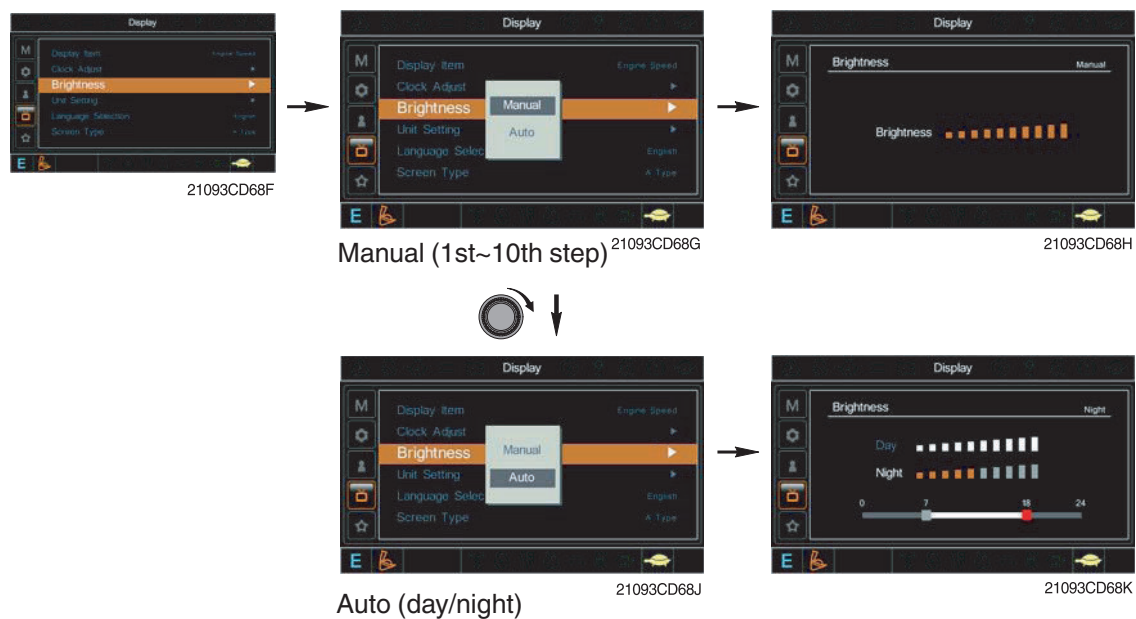 Display
M
Display Item Engine Speed
Clock Adjust
Brightness
Unit Setting
Language Selection English
Screen Type A Type
E
21093CD68F
Display
M
Display Item Engine Speed
Clock Adjust
Brightness
Manual
Auto
Unit Setting
Language Selec English
Screen Type A Type
E
21093CD68G
Manual (1st~10th step)
Display
M
Brightness Manual
Brightness
E
21093CD68H
Display
M
Display Item Engine Speed
Clock Adjust
Brightness
Manual
Auto
Unit Setting
Language Selec English
Screen Type A Type
E
21093CD68J
Auto (day/night)
Display
M
Brightness Night
Day
Night
0 7 18 24
E
21093CD68K